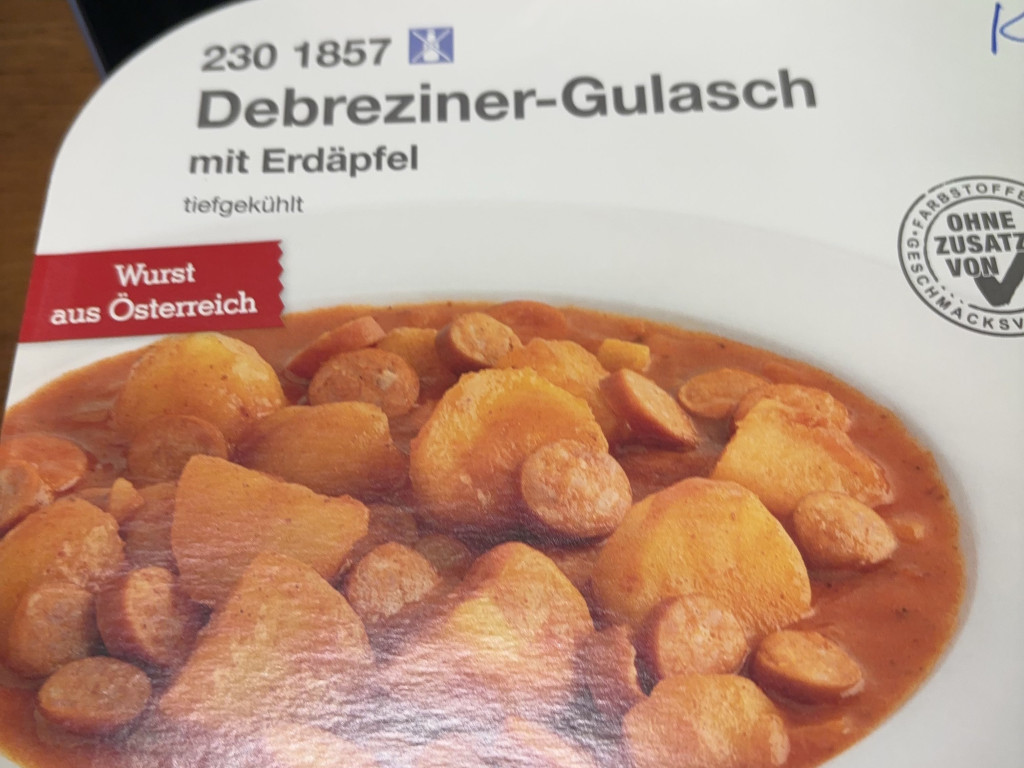 230 1857
Debreziner-Gulasch
mit Erdäpfel
tiefgekühlt
Wurst
aus Österreich
OHNE
ZUSATZ
VON